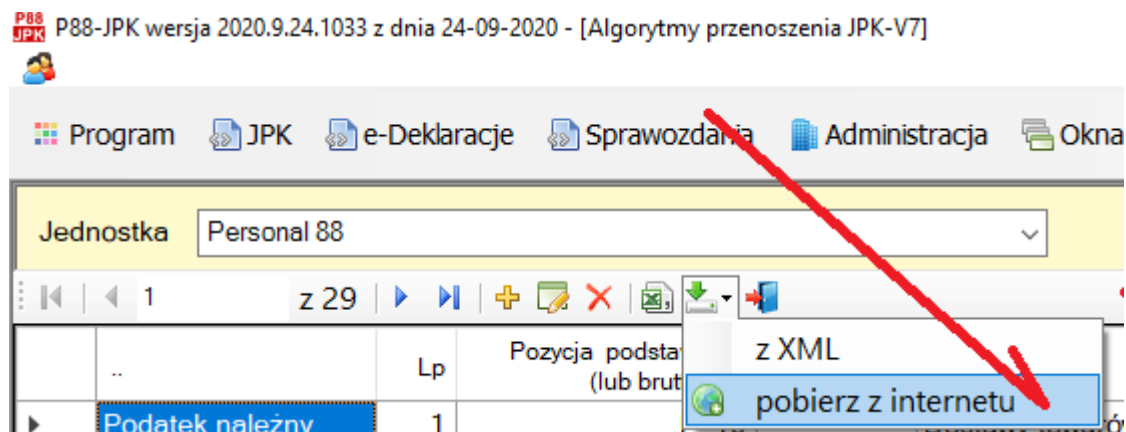 P88 JPK P88-JPK wersja 2020.9.24.1033 z dnia 24-09-2020 - [Algorytmy przenoszenia JPK-V7]
Program JPK e-Deklaracje Sprawozdania Administracja Okna
Jednostka Personal 88
1 z 29
.. Lp Pozycja podsta
(lub brut
z XML
pobierz z internetu
Podatek należny 1